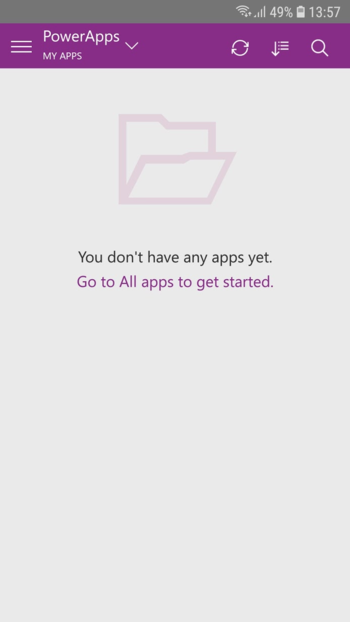 49% 13:57
PowerApps
MY APPS
You don't have any apps yet.
Go to All apps to get started.